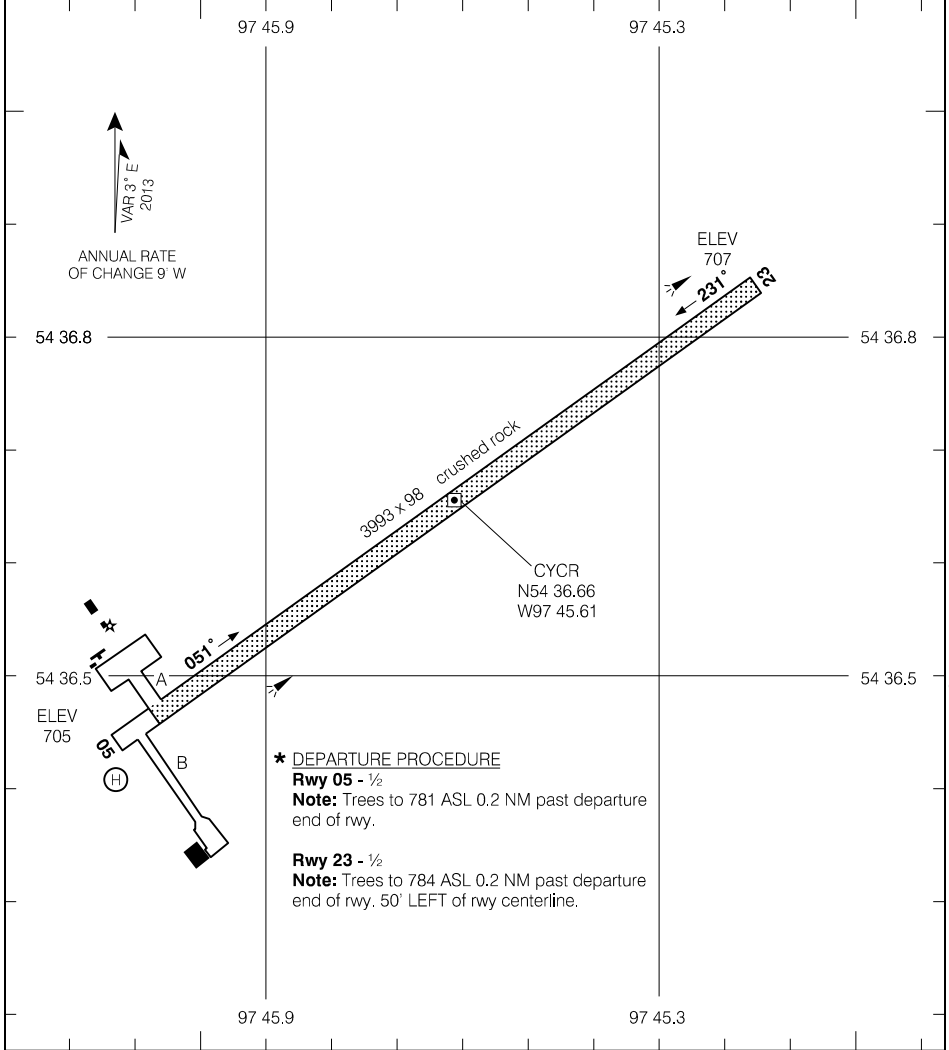 97 45.9
97 45.3
VAR 3° E
2013
ANNUAL RATE
OF CHANGE 9' W
ELEV
707
23
231°
54 36.8
54 36.8
3993 x 98 crushed rock
CYCR
N54 36.66
W97 45.61
051°
54 36.5
A
54 36.5
ELEV
705
05
H
B
* DEPARTURE PROCEDURE
Rwy 05 - ½
Note: Trees to 781 ASL 0.2 NM past departure
end of rwy.
Rwy 23 - ½
Note: Trees to 784 ASL 0.2 NM past departure
end of rwy. 50' LEFT of rwy centerline.
97 45.9
97 45.3